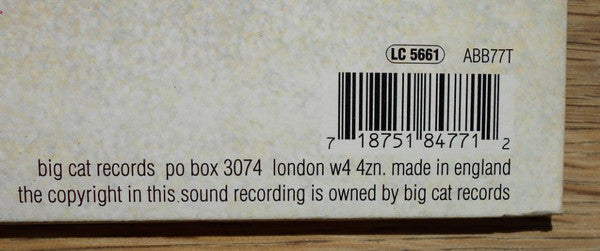 LC 5661 ABB77T
7 18751 84771 2
big cat records po box 3074 london w4 4zn. made in england
the copyright in this sound recording is owned by big cat records